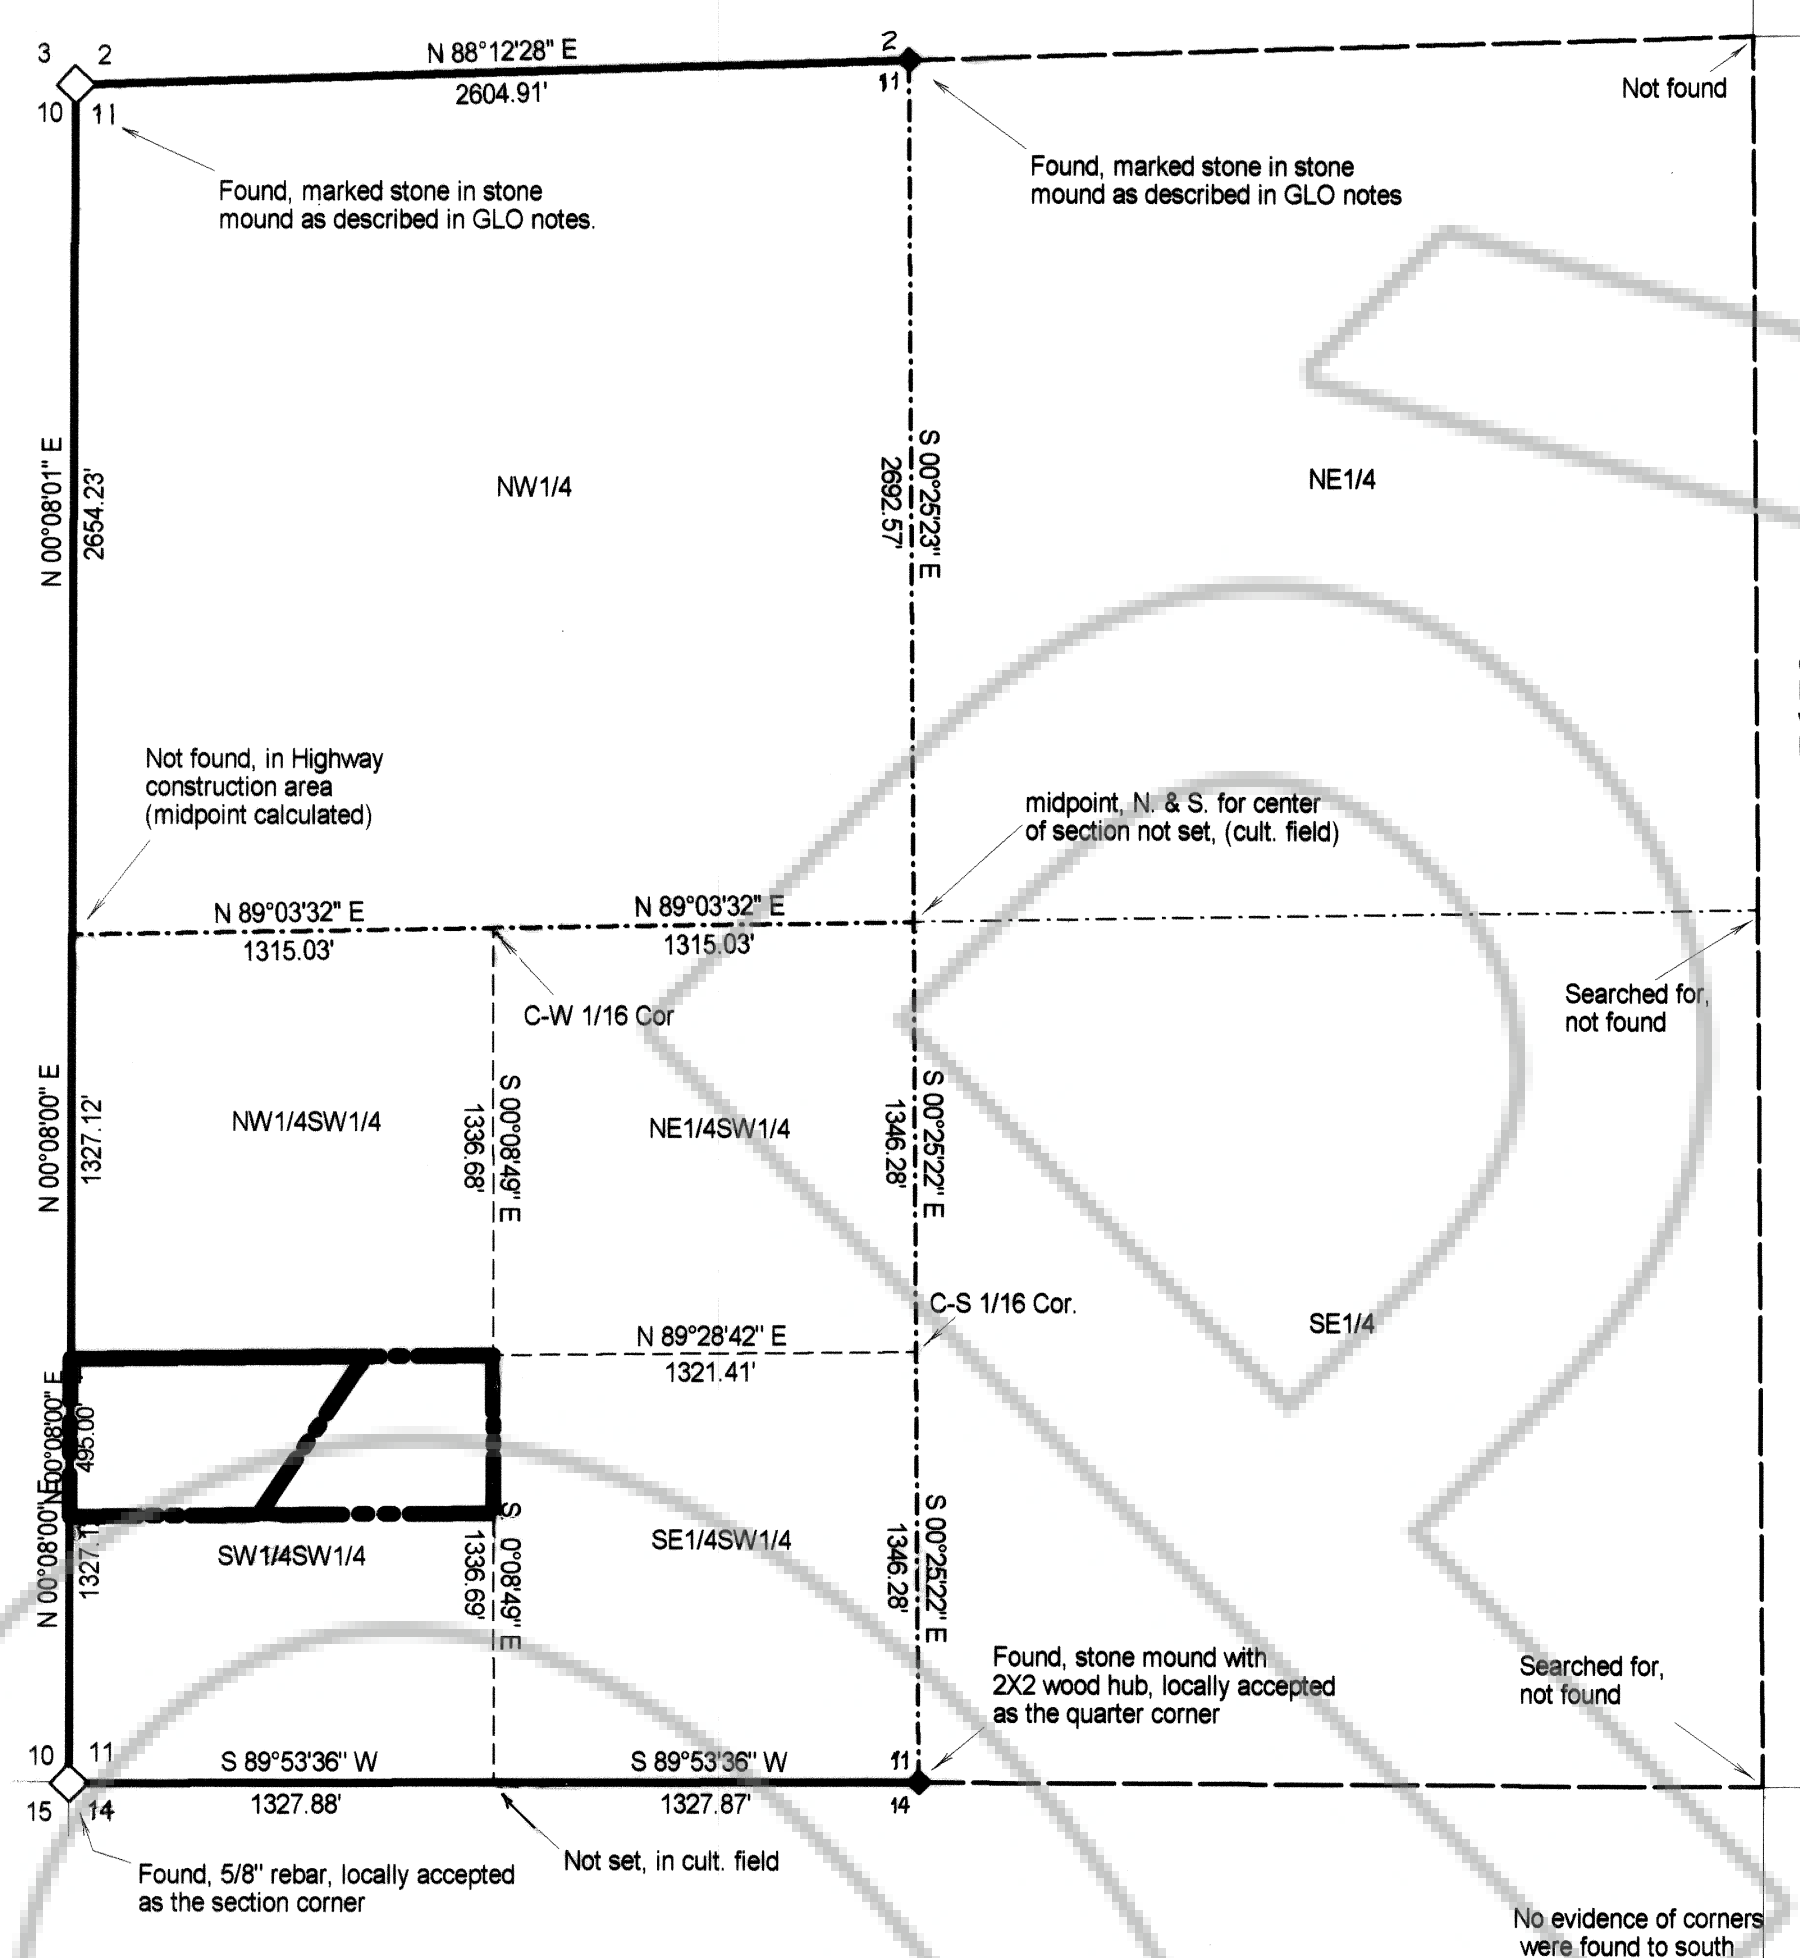 3 2
N 88°12'28" E
2604.91'
2
11
Not found
10 11
Found, marked stone in stone
mound as described in GLO notes.
Found, marked stone in stone
mound as described in GLO notes
N 00°08'01" E
2654.23'
NW1/4
2692.57'
S 00°25'23" E
NE1/4
Not found, in Highway
construction area
(midpoint calculated)
midpoint, N. & S. for center
of section not set, (cult. field)
N 89°03'32" E
1315.03'
N 89°03'32" E
1315.03'
Searched for,
not found
C-W 1/16 Cor
N 00°08'00" E
1327.12'
NW1/4SW1/4
1336.68'
S 00°08'49" E
NE1/4SW1/4
1346.28'
S 00°25'22" E
C-S 1/16 Cor.
N 89°28'42" E
1321.41'
SE1/4
N 00°08'00" E
495.00'
N 00°08'00" E
1327.1
SW1/4SW1/4
1336.69'
S 0°08'49" E
SE1/4SW1/4
1346.28'
S 00°25'22" E
Found, stone mound with
2X2 wood hub, locally accepted
as the quarter corner
Searched for,
not found
10 11
S 89°53'36" W
1327.88'
S 89°53'36" W
1327.87'
11
14
15 14
Found, 5/8" rebar, locally accepted
as the section corner
Not set, in cult. field
No evidence of corners
were found to south